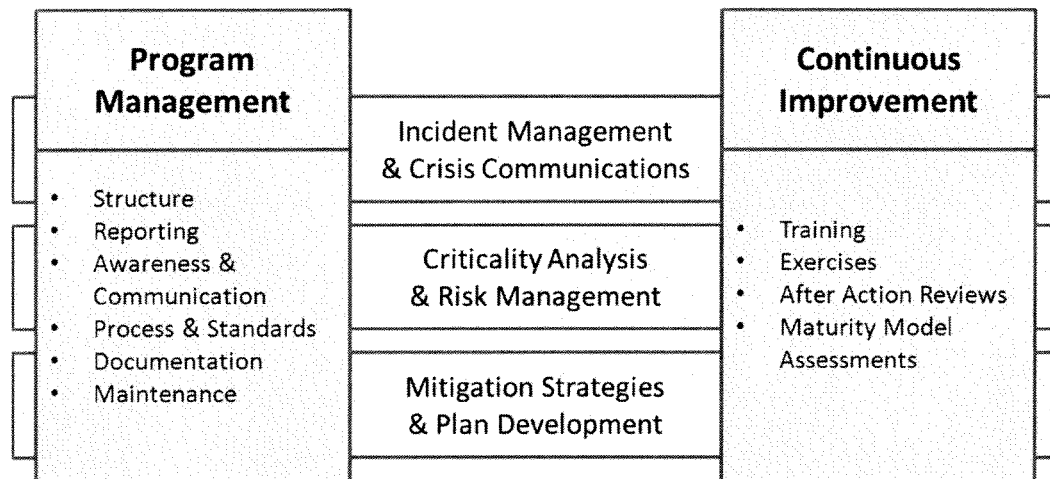 Program
Management
• Structure
• Reporting
• Awareness &
Communication
• Process & Standards
• Documentation
• Maintenance
Incident Management
& Crisis Communications
Criticality Analysis
& Risk Management
Mitigation Strategies
& Plan Development
Continuous
Improvement
• Training
• Exercises
• After Action Reviews
• Maturity Model
Assessments